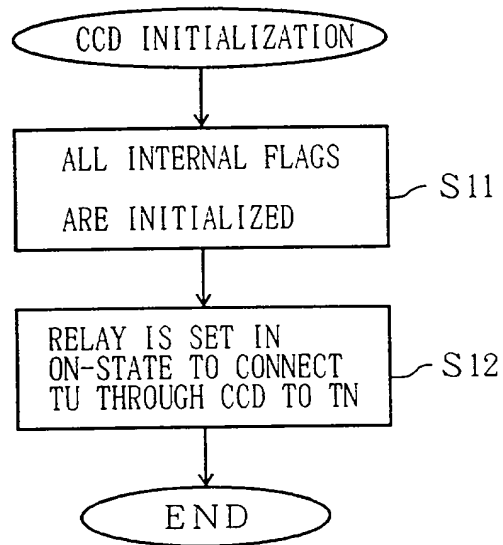 CCD INITIALIZATION
ALL INTERNAL FLAGS
ARE INITIALIZED
S11
RELAY IS SET IN
ON-STATE TO CONNECT
TU THROUGH CCD TO TN
S12
END